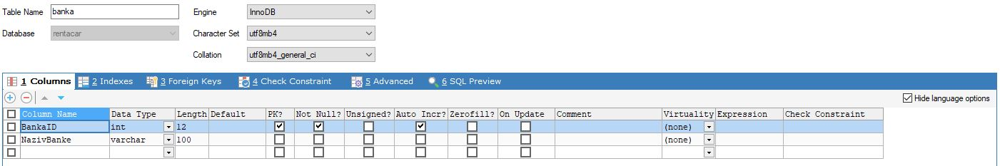 Table Name banka Engine InnoDB
Database rentacar Character Set utf8mb4
Collation utf8mb4_general_ci
1 Columns 2 Indexes 3 Foreign Keys 4 Check Constraint 5 Advanced 6 SQL Preview
Hide language options
Column Name Data Type Length Default PK? Not Null? Unsigned? Auto Incr? Zerofill? On Update Comment Virtuality Expression Check Constraint
BankaID int 12 (none)
NazivBanke varchar 100 (none)